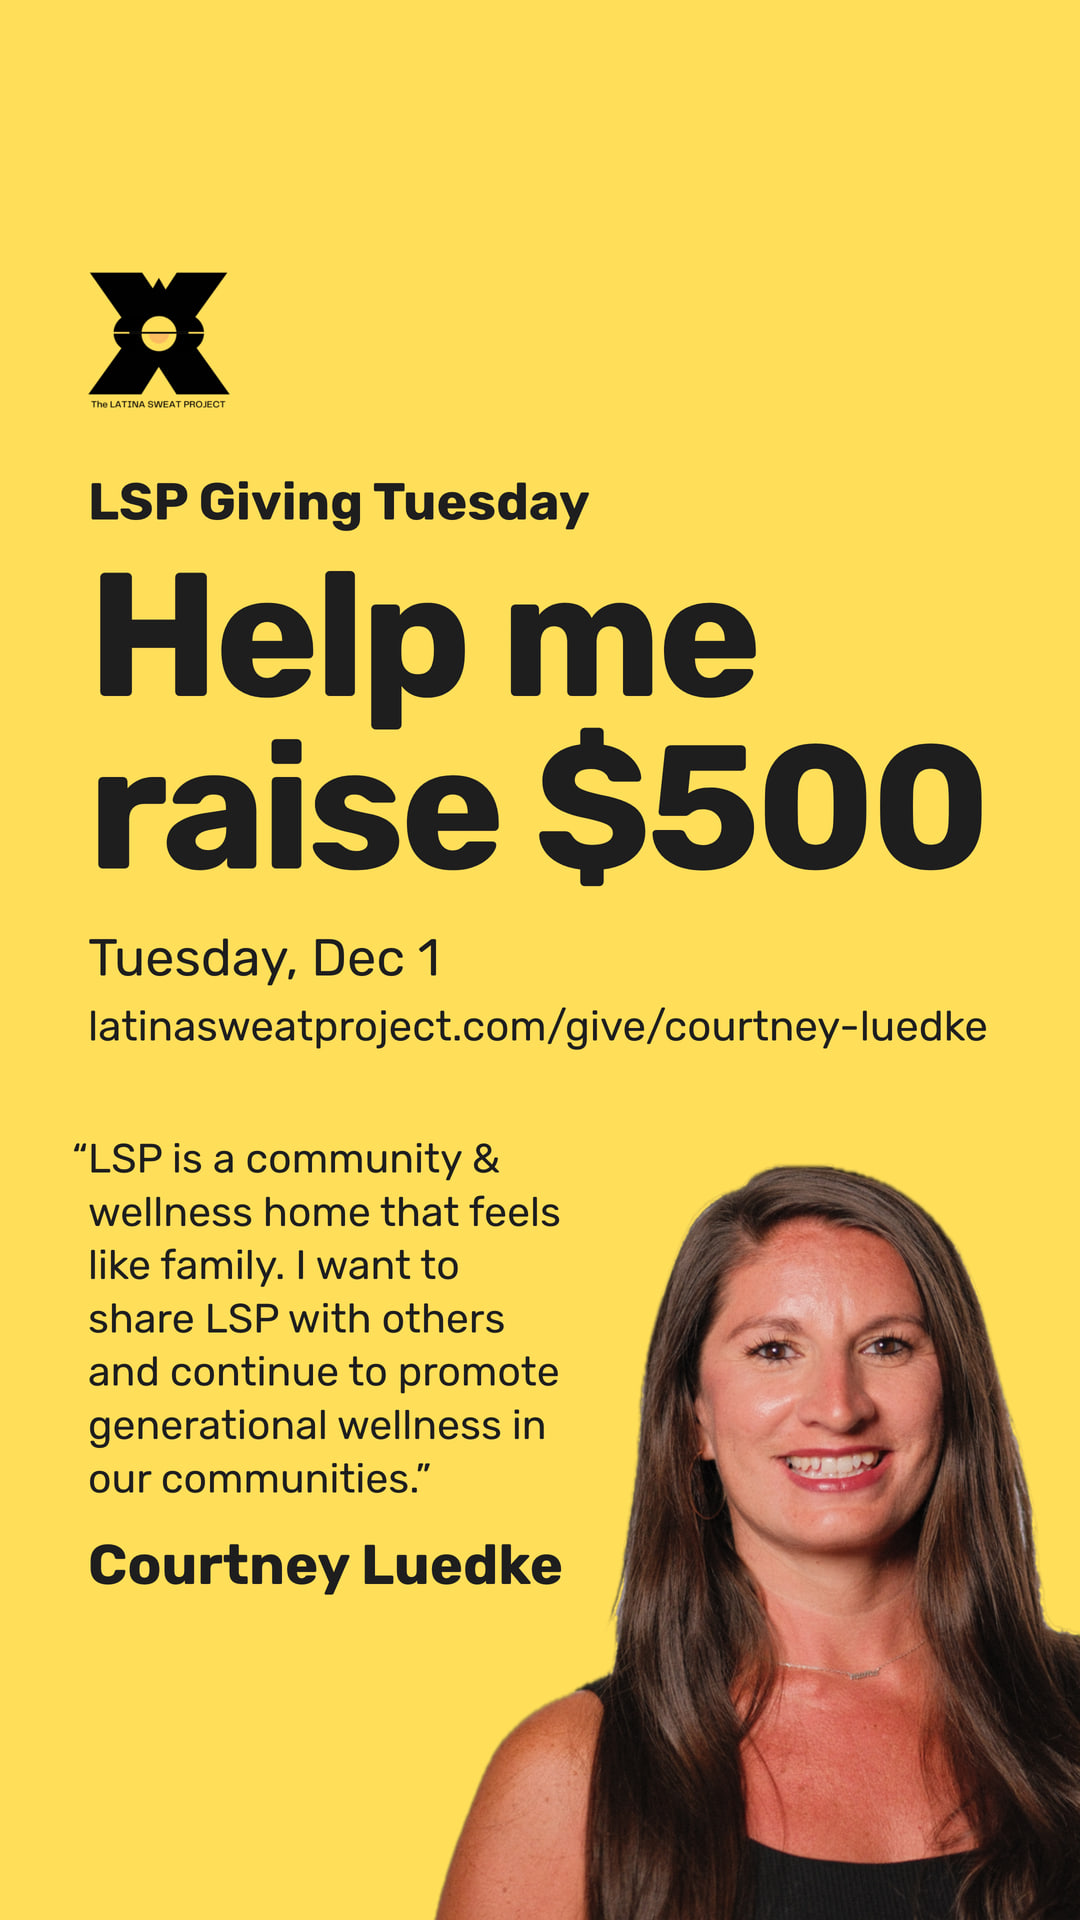 The LATINA SWEAT PROJECT
LSP Giving Tuesday
Help me
raise $500
Tuesday, Dec 1
latinasweatproject.com/give/courtney-luedke
“LSP is a community &
wellness home that feels
like family. I want to
share LSP with others
and continue to promote
generational wellness in
our communities.”
Courtney Luedke